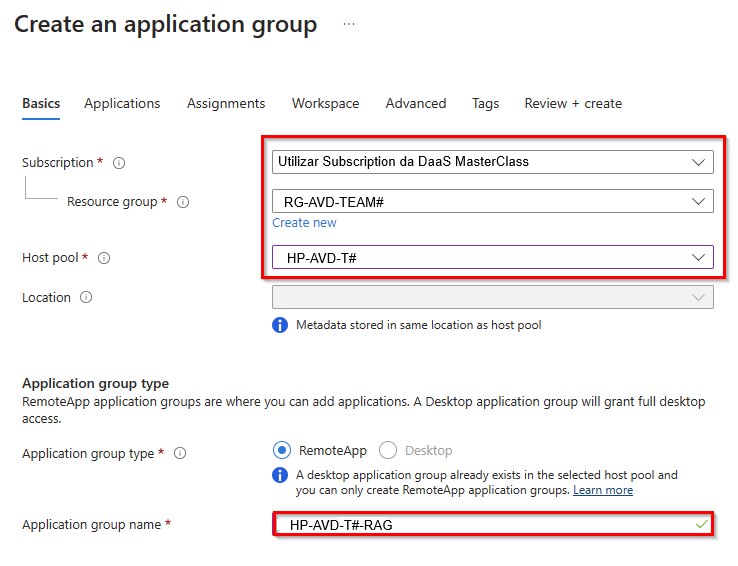 Create an application group ...
Basics Applications Assignments Workspace Advanced Tags Review + create
Subscription * Utilizar Subscription da DaaS MasterClass
Resource group * RG-AVD-TEAM#
Create new
Host pool * HP-AVD-T#
Location
Metadata stored in same location as host pool
Application group type
RemoteApp application groups are where you can add applications. A Desktop application group will grant full desktop
access.
Application group type * RemoteApp Desktop
A desktop application group already exists in the selected host pool and
you can only create RemoteApp application groups. Learn more
Application group name * HP-AVD-T#-RAG